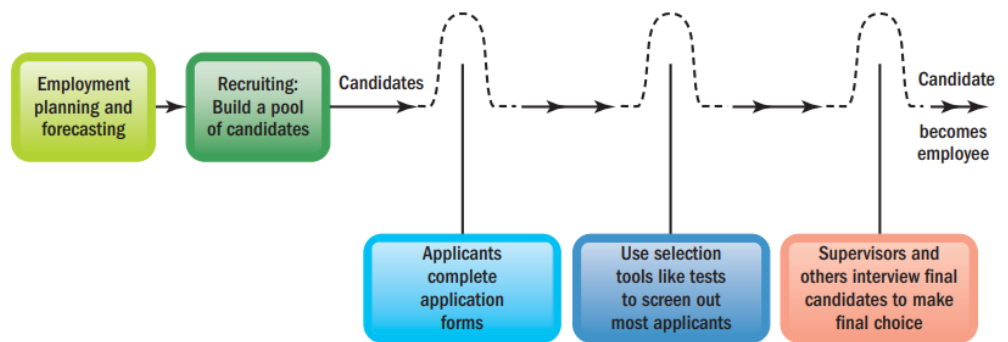 Employment
planning and
forecasting
Recruiting:
Build a pool
of candidates
Candidates
Candidate
becomes
employee
Applicants
complete
application
forms
Use selection
tools like tests
to screen out
most applicants
Supervisors and
others interview final
candidates to make
final choice